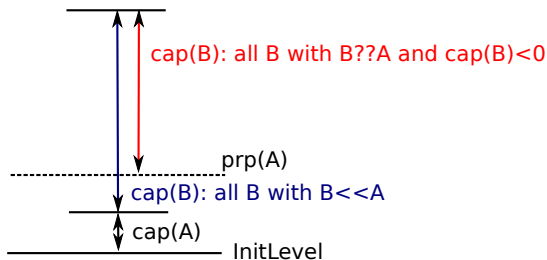 cap(B): all B with B??A and cap(B)<0
prp(A)
cap(B): all B with B<<A
cap(A)
InitLevel